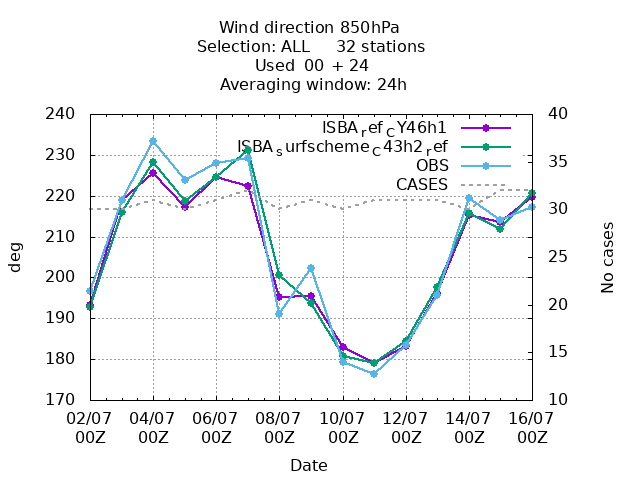 Wind direction 850hPa
Selection: ALL 32 stations
Used 00 + 24
Averaging window: 24h
240 40
ISBA_ref_CY46h1
230 35
ISBA_surfscheme_C43h2_ref
OBS
CASES
220 30
210 25
200 20
190
180 15
170 10
deg
No cases
02/07 04/07 06/07 08/07 10/07 12/07 14/07 16/07
00Z 00Z 00Z 00Z 00Z 00Z 00Z 00Z
Date